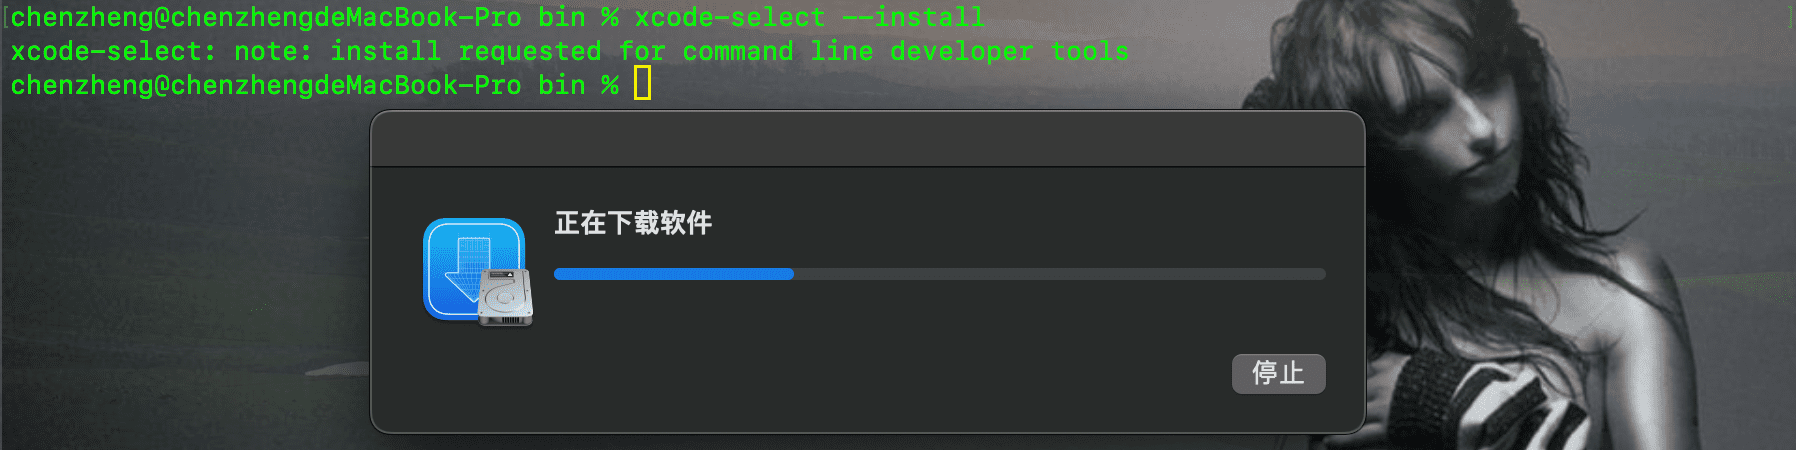 [chenzheng@chenzhengdeMacBook-Pro bin % xcode-select --install ]
xcode-select: note: install requested for command line developer tools
chenzheng@chenzhengdeMacBook-Pro bin %
正在下载软件
停止